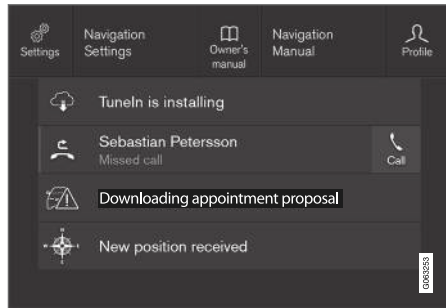 Settings
Navigation
Settings
Owner's
manual
Navigation
Manual
Profile
TuneIn is installing
Sebastian Petersson
Missed call
Call
Downloading appointment proposal
New position received
G063253